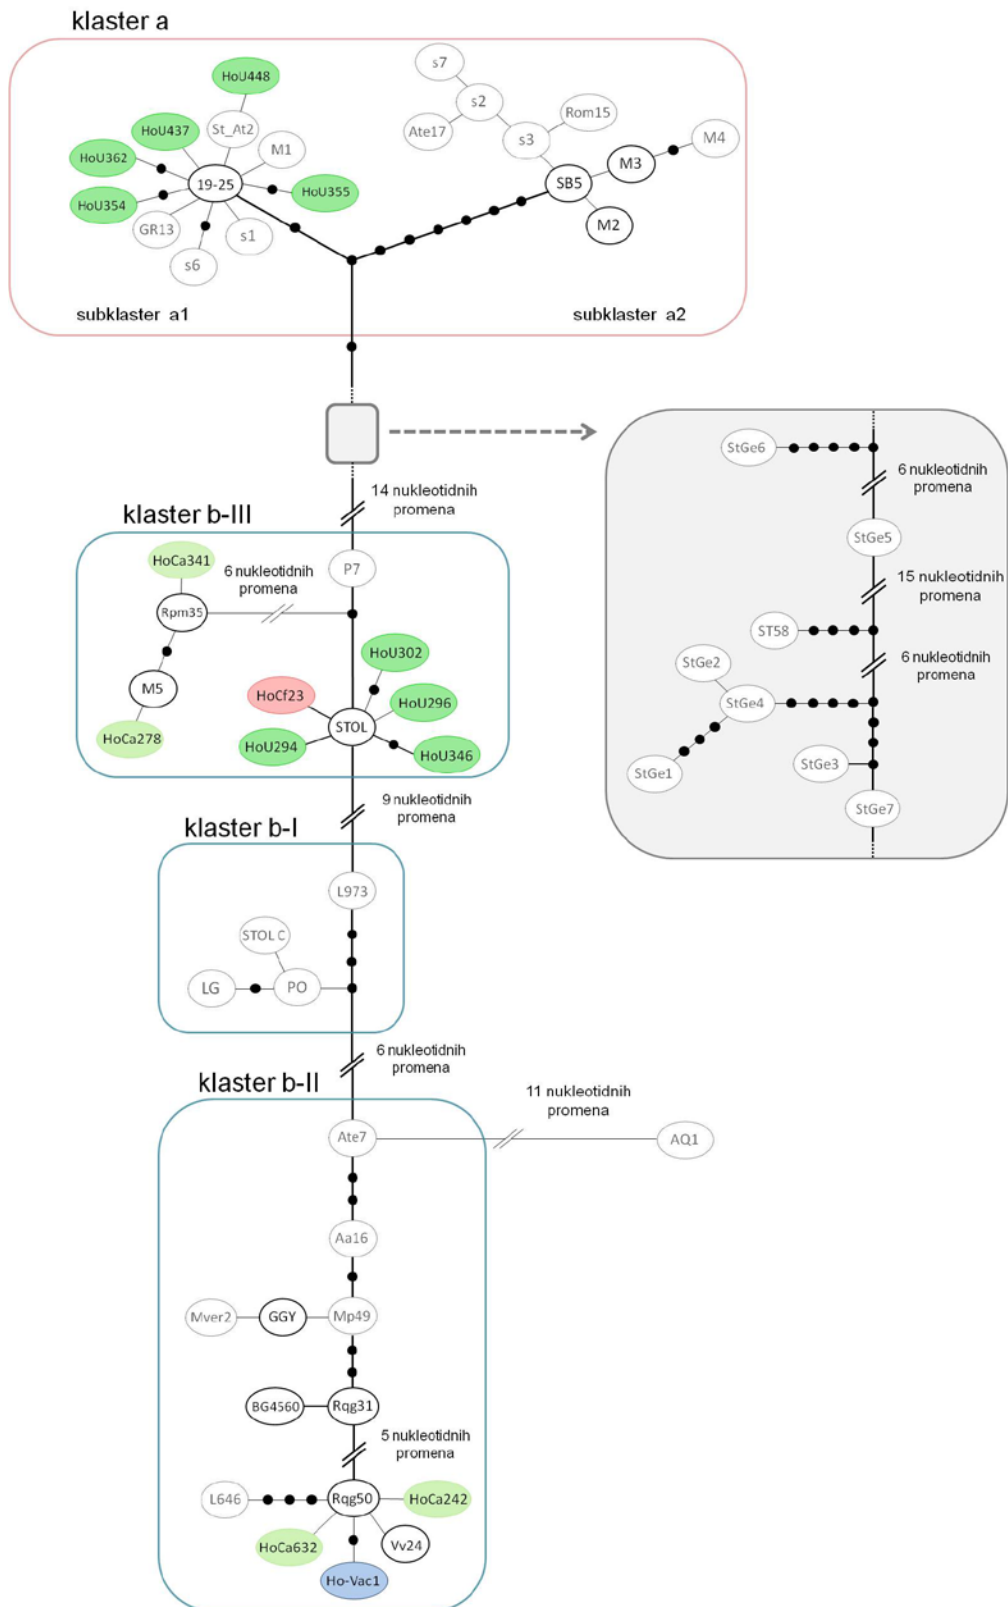 klaster a
HoU448
s7
s2
Rom15
HoU437
St_At2
Ate17
s3
M4
M1
HoU362
M3
19-25
SB5
HoU355
HoU354
GR13
s1
M2
s6
subklaster a1
subklaster a2
StGe6
6 nukleotidnih
promena
14 nukleotidnih
promena
klaster b-III
StGe5
HoCa341
6 nukleotidnih
promena
P7
15 nukleotidnih
promena
Rpm35
ST58
HoU302
StGe2
6 nukleotidnih
promena
M5
HoCf23
HoU296
StGe4
STOL
HoCa278
HoU294
HoU346
StGe3
StGe1
9 nukleotidnih
promena
StGe7
klaster b-I
L973
STOL C
LG
PO
6 nukleotidnih
promena
klaster b-II
11 nukleotidnih
promena
Ate7
AQ1
Aa16
Mver2
GGY
Mp49
BG4560
Rqg31
5 nukleotidnih
promena
L646
Rqg50
HoCa242
HoCa632
Vv24
Ho-Vac1